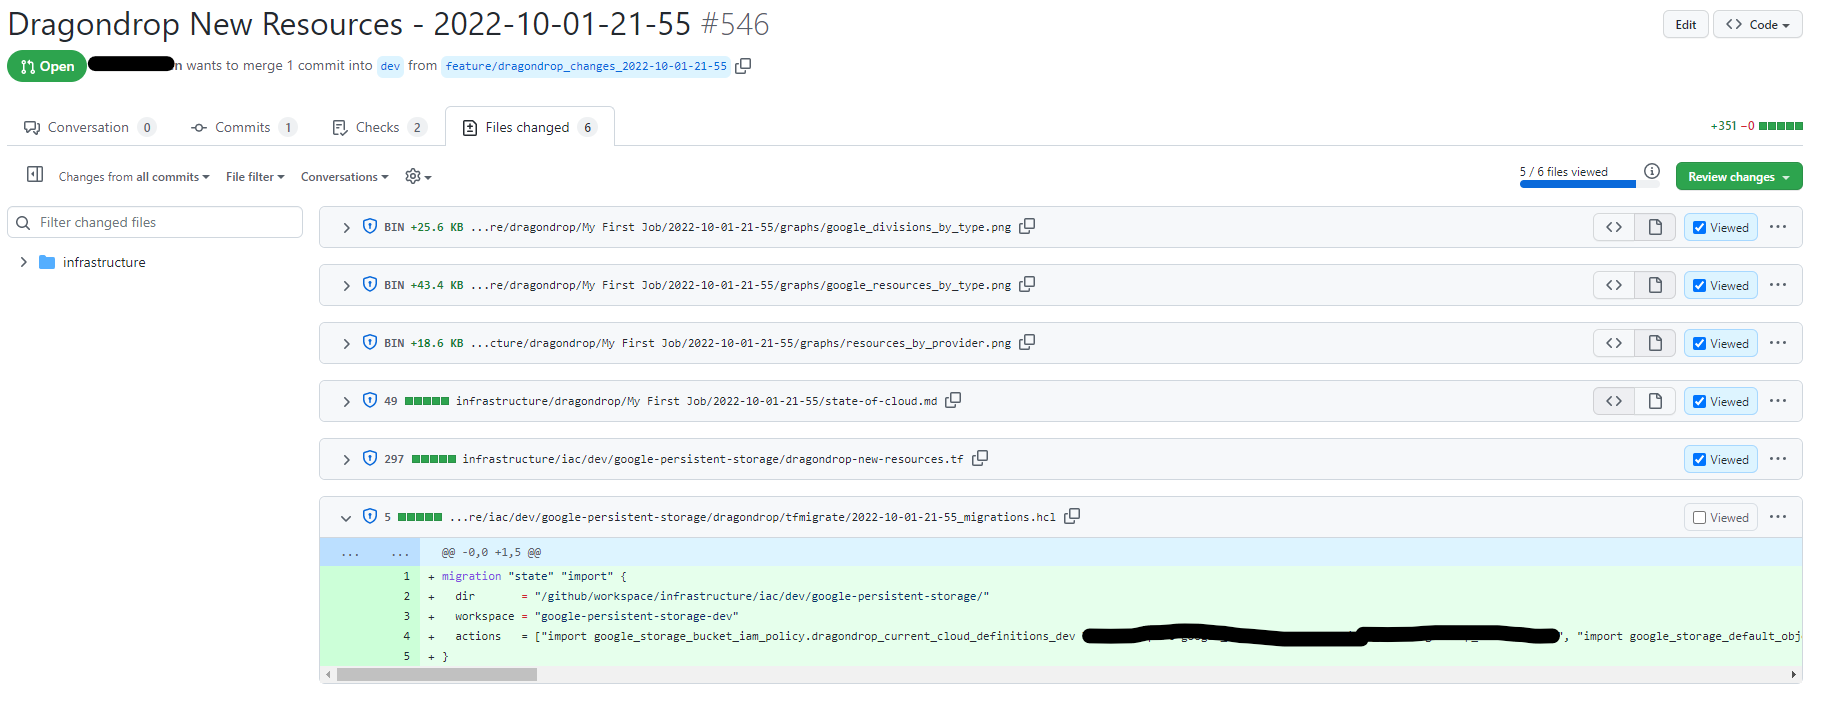 Dragondrop New Resources - 2022-10-01-21-55 #546
Edit
Code
Open
n wants to merge 1 commit into dev from feature/dragondrop_changes_2022-10-01-21-55
Conversation 0
Commits 1
Checks 2
Files changed 6
+351 −0
Changes from all commits
File filter
Conversations
5 / 6 files viewed
Review changes
Filter changed files
infrastructure
BIN +25.6 KB ...re/dragondrop/My First Job/2022-10-01-21-55/graphs/google_divisions_by_type.png
Viewed
BIN +43.4 KB ...re/dragondrop/My First Job/2022-10-01-21-55/graphs/google_resources_by_type.png
Viewed
BIN +18.6 KB ...cture/dragondrop/My First Job/2022-10-01-21-55/graphs/resources_by_provider.png
Viewed
49 infrastructure/dragondrop/My First Job/2022-10-01-21-55/state-of-cloud.md
Viewed
297 infrastructure/iac/dev/google-persistent-storage/dragondrop-new-resources.tf
Viewed
5 ...re/iac/dev/google-persistent-storage/dragondrop/tfmigrate/2022-10-01-21-55_migrations.hcl
Viewed
... ... @@ -0,0 +1,5 @@
1 + migration "state" "import" {
2 + dir = "/github/workspace/infrastructure/iac/dev/google-persistent-storage/"
3 + workspace = "google-persistent-storage-dev"
4 + actions = ["import google_storage_bucket_iam_policy.dragondrop_current_cloud_definitions_dev ", "import google_storage_default_obj
5 + }